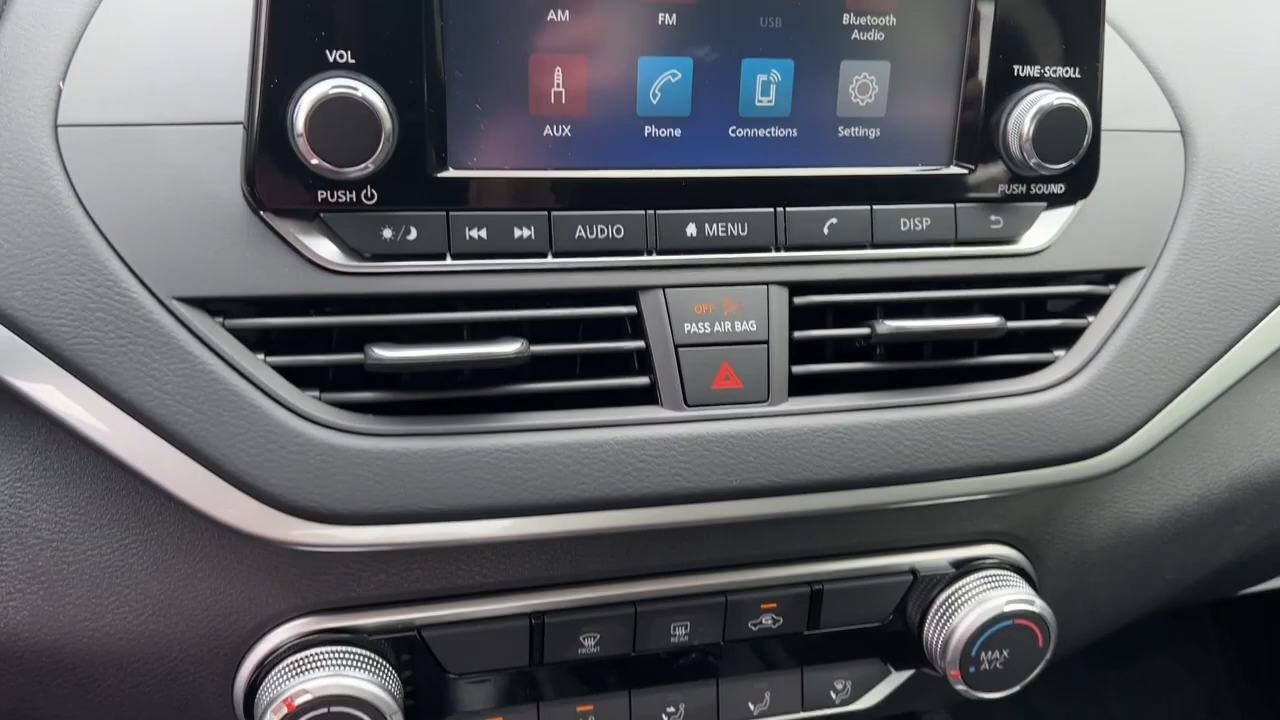 AM
FM
USB
Bluetooth
Audio
VOL
TUNE·SCROLL
AUX
Phone
Connections
Settings
PUSH
PUSH SOUND
AUDIO
MENU
DISP
OFF
PASS AIR BAG
FRONT
REAR
MAX
A/C